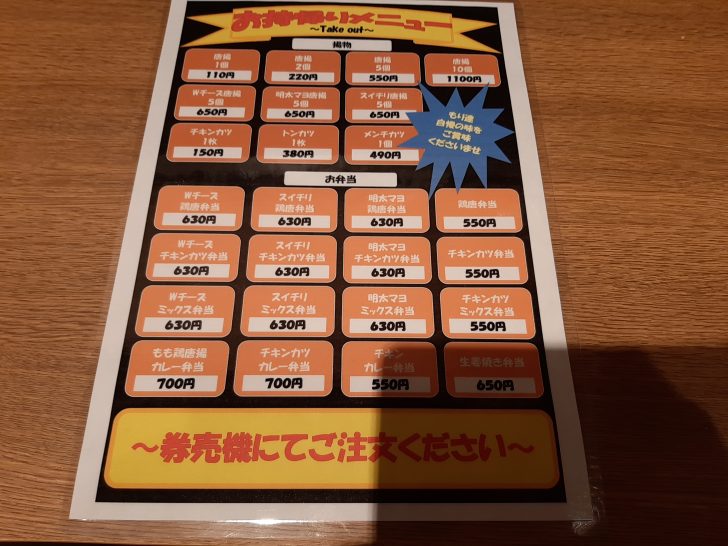 お持帰りメニュー
～Take out～
揚物
唐揚
1個
110円
唐揚
2個
220円
唐揚
5個
550円
唐揚
10個
1100円
Wチーズ唐揚
5個
650円
明太マヨ唐揚
5個
650円
スイチリ唐揚
5個
650円
チキンカツ
1枚
150円
トンカツ
1枚
380円
メンチカツ
1個
490円
もり達
自慢の味を
ご賞味
くださいませ
お弁当
Wチーズ
鶏唐弁当
630円
スイチリ
鶏唐弁当
630円
明太マヨ
鶏唐弁当
630円
鶏唐弁当
550円
Wチーズ
チキンカツ弁当
630円
スイチリ
チキンカツ弁当
630円
明太マヨ
チキンカツ弁当
630円
チキンカツ弁当
550円
Wチーズ
ミックス弁当
630円
スイチリ
ミックス弁当
630円
明太マヨ
ミックス弁当
630円
チキンカツ
ミックス弁当
550円
もも鶏唐揚
カレー弁当
700円
チキンカツ
カレー弁当
700円
チキン
カレー弁当
550円
生姜焼き弁当
650円
～券売機にてご注文ください～